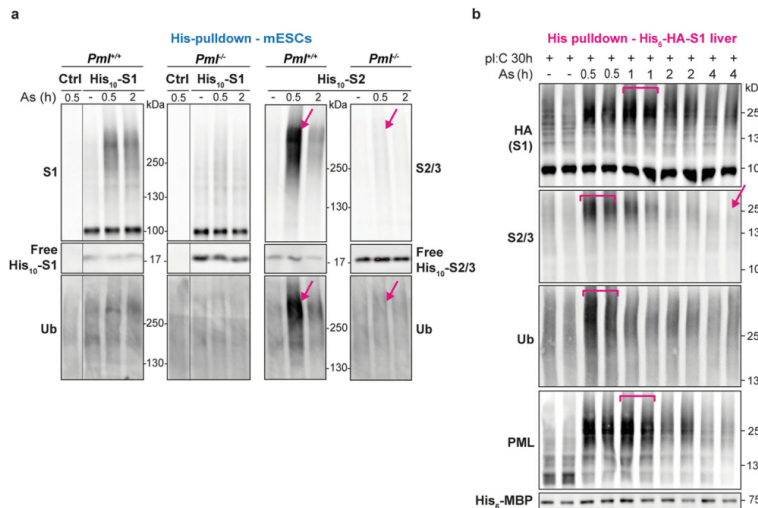 a
His-pulldown - mESCs
Pml+/+ Pml-/- Pml+/+ Pml-/-
Ctrl His10-S1 Ctrl His10-S1 His10-S2
As (h) 0.5 - 0.5 2 0.5 - 0.5 2 - 0.5 2 - 0.5 2
kDa kDa
S1 S2/3
250 250
130 130
100
Free His10-S1 17 17 Free His10-S2/3
Ub Ub
250 250
130 130
b
His pulldown - His6-HA-S1 liver
pI:C 30h + + + + + + + + + +
As (h) - - 0.5 0.5 1 1 2 2 4 4
HA (S1)
25
13
10
S2/3
25
13
10
Ub
25
13
PML
25
13
His6-MBP 75